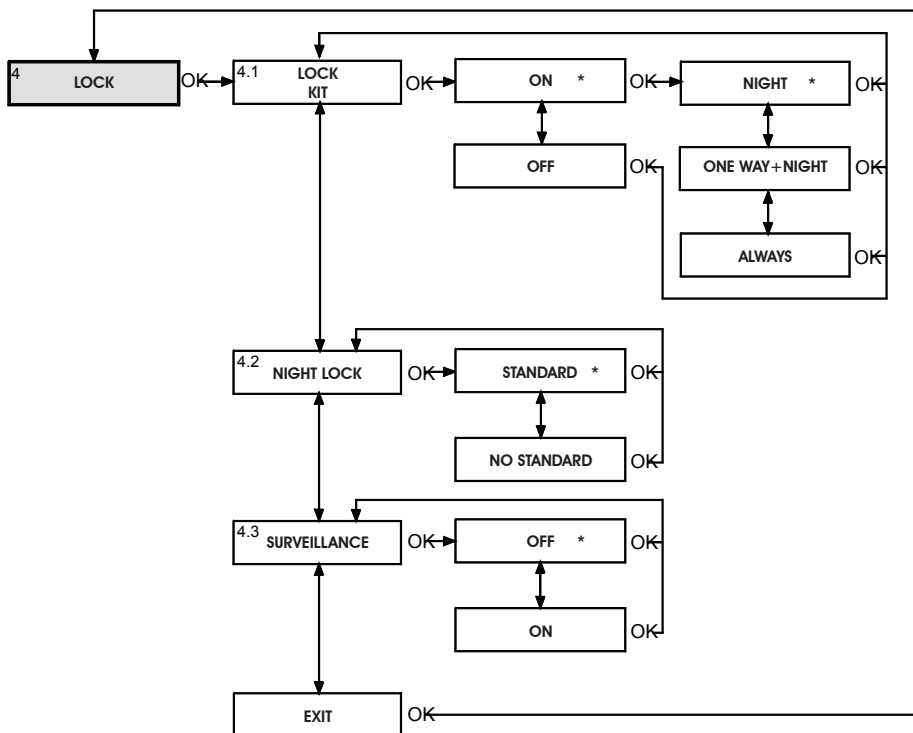 4
LOCK
OK
4.1
LOCK
KIT
OK
ON *
OK
NIGHT *
OK
OFF
OK
ONE WAY+NIGHT
OK
ALWAYS
OK
4.2
NIGHT LOCK
OK
STANDARD *
OK
NO STANDARD
OK
4.3
SURVEILLANCE
OK
OFF *
OK
ON
OK
EXIT
OK